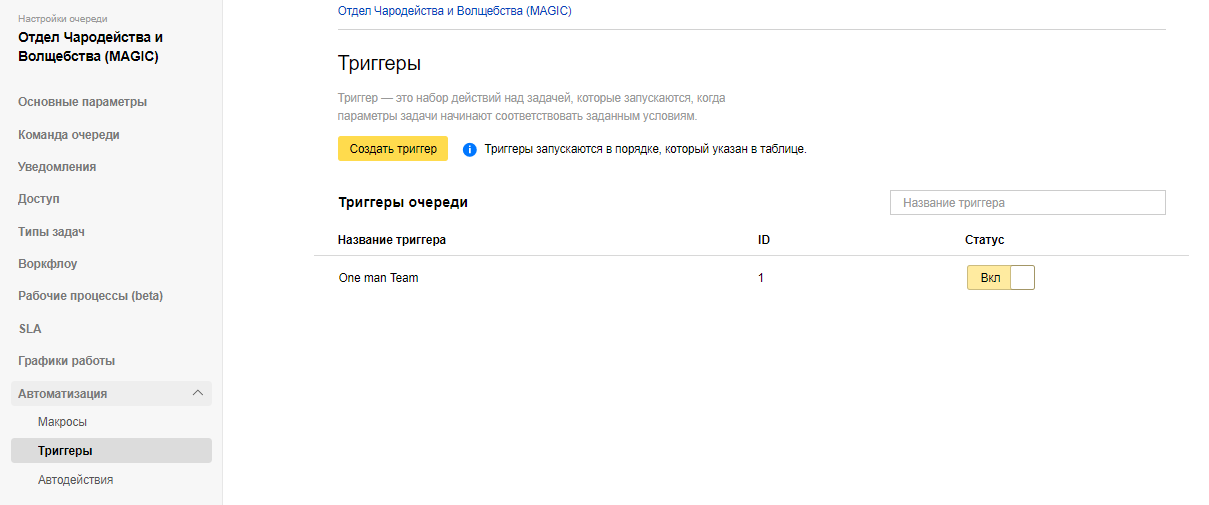 Настройки очереди
Отдел Чародейства и
Волщебства (MAGIC)
Основные параметры
Команда очереди
Уведомления
Доступ
Типы задач
Воркфлоу
Рабочие процессы (beta)
SLA
Графики работы
Автоматизация
Макросы
Триггеры
Автодействия
Отдел Чародейства и Волщебства (MAGIC)
Триггеры
Триггер — это набор действий над задачей, которые запускаются, когда
параметры задачи начинают соответствовать заданным условиям.
Создать триггер
Триггеры запускаются в порядке, который указан в таблице.
Триггеры очереди
Название триггера
Название триггера ID Статус
One man Team 1 Вкл